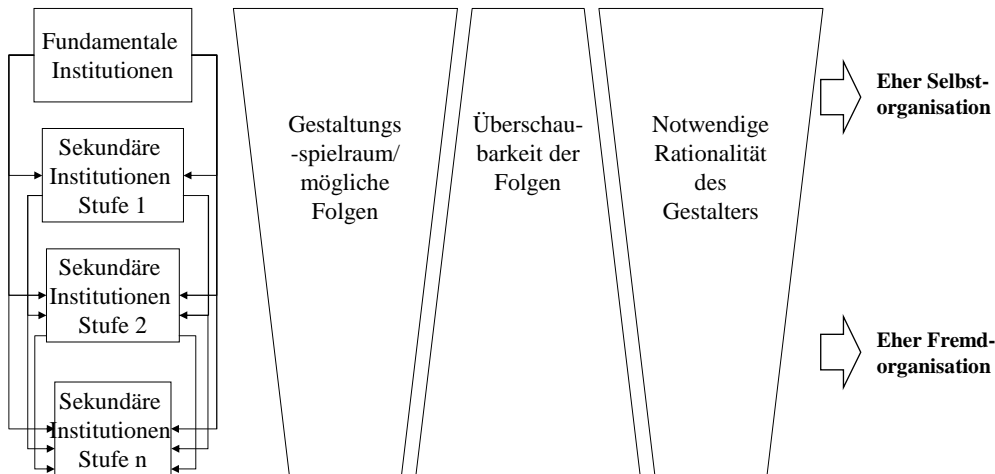 Fundamentale
Institutionen
Sekundäre
Institutionen
Stufe 1
Sekundäre
Institutionen
Stufe 2
Sekundäre
Institutionen
Stufe n
Gestaltungs
-spielraum/
mögliche
Folgen
Überschau-
barkeit der
Folgen
Notwendige
Rationalität
des
Gestalters
Eher Selbst-
organisation
Eher Fremd-
organisation